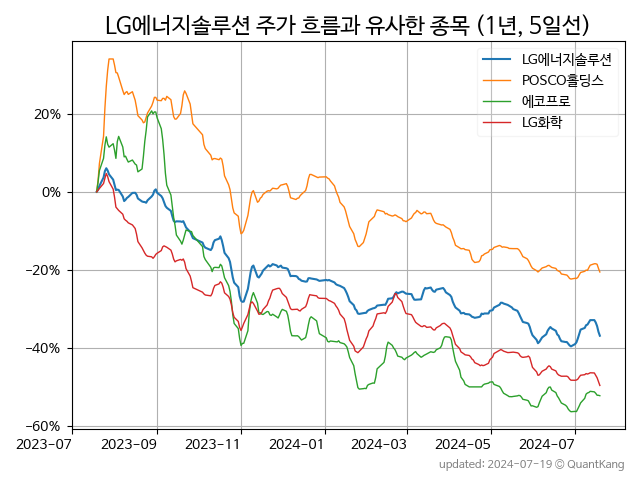 LG에너지솔루션 주가 흐름과 유사한 종목 (1년, 5일선)
LG에너지솔루션
POSCO홀딩스
에코프로
LG화학
20%
0%
−20%
−40%
−60%
2023-07
2023-09
2023-11
2024-01
2024-03
2024-05
2024-07
updated: 2024-07-19 © QuantKang